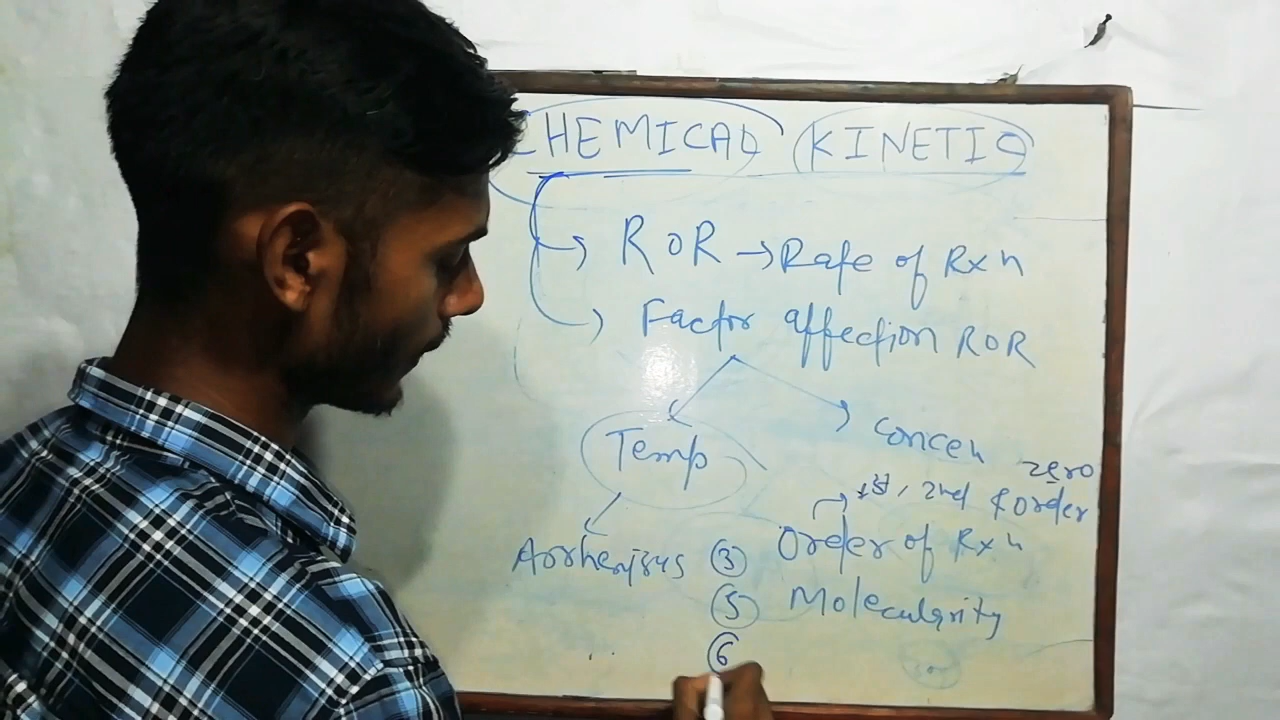 CHEMICAL KINETIC
ROR → Rate of Rxn
Factor affection ROR
Temp
Concen
zero
1st, 2nd & order
Arrhenius
③ Order of Rxn
⑤ Molecularity
⑥